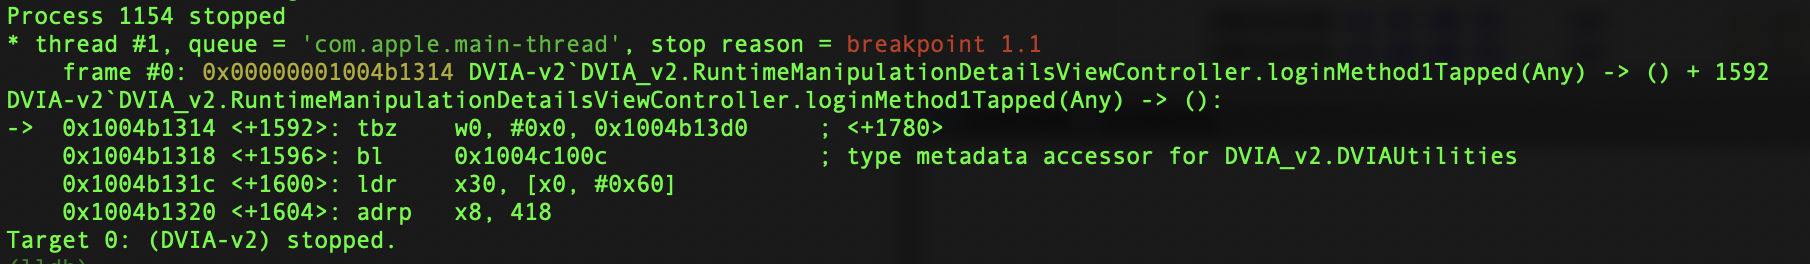 Process 1154 stopped
* thread #1, queue = 'com.apple.main-thread', stop reason = breakpoint 1.1
    frame #0: 0x00000001004b1314 DVIA-v2`DVIA_v2.RuntimeManipulationDetailsViewController.loginMethod1Tapped(Any) -> () + 1592
DVIA-v2`DVIA_v2.RuntimeManipulationDetailsViewController.loginMethod1Tapped(Any) -> ():
->  0x1004b1314 <+1592>: tbz    w0, #0x0, 0x1004b13d0     ; <+1780>
    0x1004b1318 <+1596>: bl     0x1004c100c               ; type metadata accessor for DVIA_v2.DVIAUtilities
    0x1004b131c <+1600>: ldr    x30, [x0, #0x60]
    0x1004b1320 <+1604>: adrp   x8, 418
Target 0: (DVIA-v2) stopped.